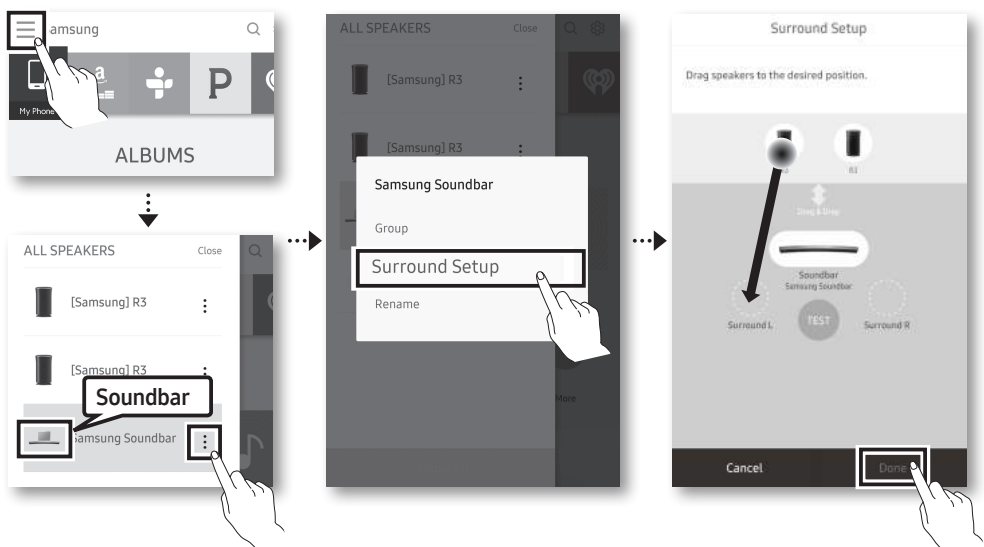 amsung
a
P
My Phone
ALBUMS
ALL SPEAKERS Close
[Samsung] R3
[Samsung] R3
Soundbar
Samsung Soundbar
ALL SPEAKERS Close
[Samsung] R3
[Samsung] R3
Samsung Soundbar
Group
Surround Setup
Rename
More
Surround Setup
Drag speakers to the desired position.
R3
Drag & Drop
Soundbar
Samsung Soundbar
Surround L
TEST
Surround R
Cancel
Done